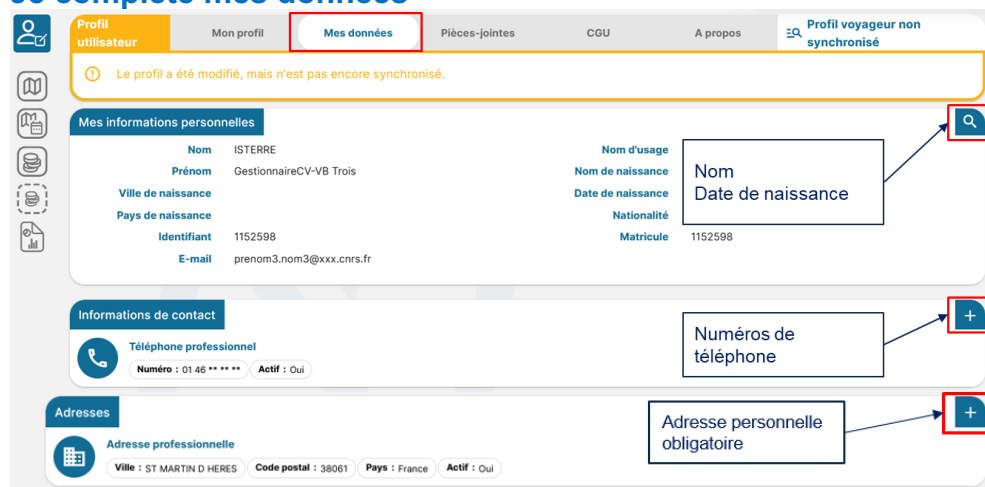 Je complète mes données
Profil utilisateur
Mon profil
Mes données
Pièces-jointes
CGU
A propos
Profil voyageur non synchronisé
Le profil a été modifié, mais n'est pas encore synchronisé.
Mes informations personnelles
Nom ISTERRE
Nom d'usage
Prénom GestionnaireCV-VB Trois
Nom de naissance
Ville de naissance
Date de naissance
Pays de naissance
Nationalité
Identifiant 1152598
Matricule 1152598
E-mail prenom3.nom3@xxx.cnrs.fr
Nom
Date de naissance
Informations de contact
Téléphone professionnel
Numéro : 01 46 ** ** ** Actif : Oui
Numéros de
téléphone
Adresses
Adresse professionnelle
Ville : ST MARTIN D HERES Code postal : 38061 Pays : France Actif : Oui
Adresse personnelle
obligatoire